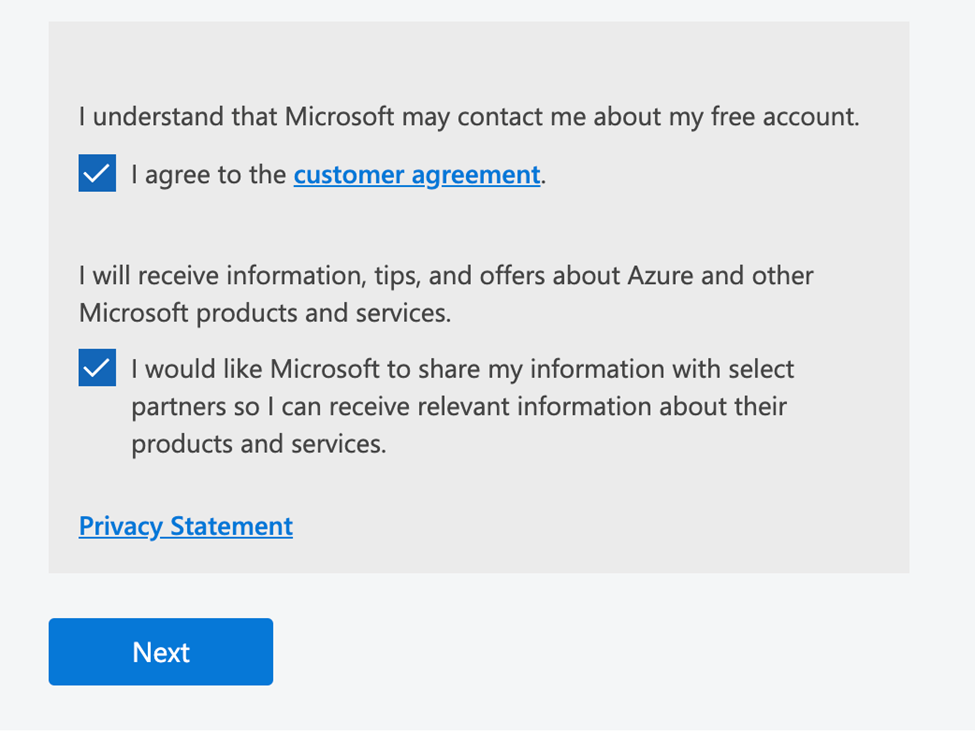 I understand that Microsoft may contact me about my free account.
I agree to the customer agreement.
I will receive information, tips, and offers about Azure and other
Microsoft products and services.
I would like Microsoft to share my information with select
partners so I can receive relevant information about their
products and services.
Privacy Statement
Next